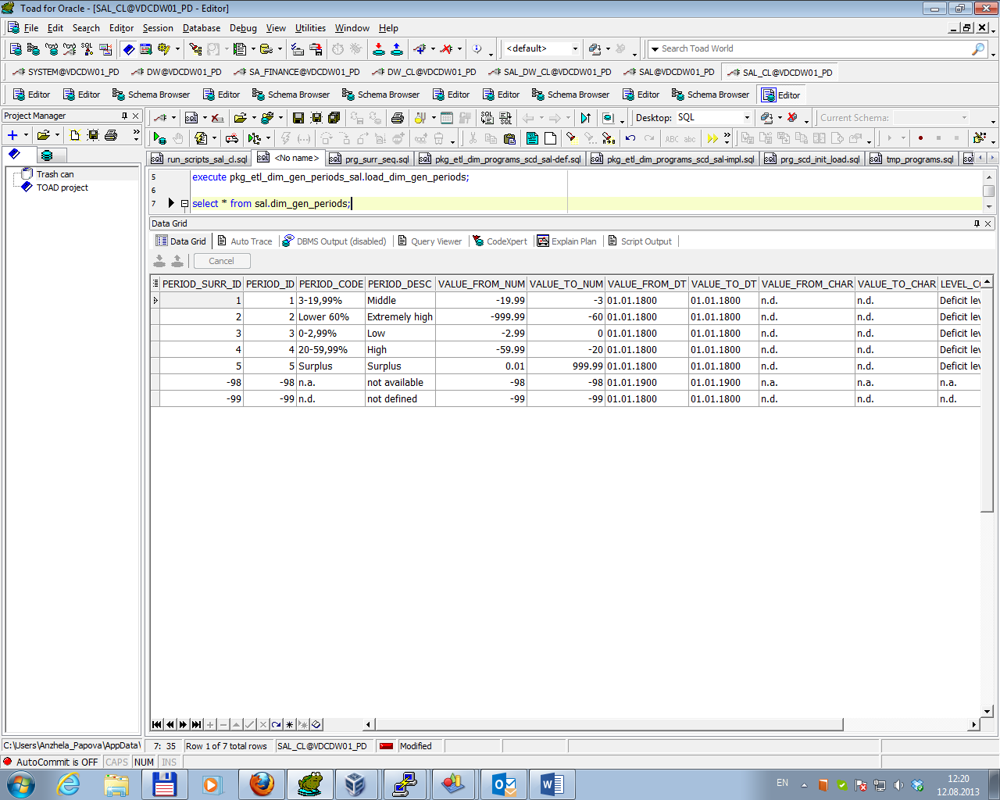 Toad for Oracle - [SAL_CL@VDCDW01_PD - Editor]
File Edit Search Editor Session Database Debug View Utilities Window Help
<default> Search Toad World
SYSTEM@VDCDW01_PD DW@VDCDW01_PD SA_FINANCE@VDCDW01_PD DW_CL@VDCDW01_PD SAL_DW_CL@VDCDW01_PD SAL@VDCDW01_PD SAL_CL@VDCDW01_PD
Editor Editor Schema Browser Editor Schema Browser Schema Browser Editor Editor Schema Browser Editor Schema Browser Editor
Project Manager
Desktop: SQL Current Schema:
ABC abc
run_scripts_sal_cl.sql <No name> prg_surr_seq.sql pkg_etl_dim_programs_scd_sal-def.sql pkg_etl_dim_programs_scd_sal-impl.sql prg_scd_init_load.sql tmp_programs.sql
Trash can
TOAD project
5 execute pkg_etl_dim_gen_periods_sal.load_dim_gen_periods;
6
7 select * from sal.dim_gen_periods;
Data Grid
Data Grid Auto Trace DBMS Output (disabled) Query Viewer CodeXpert Explain Plan Script Output
Cancel
PERIOD_SURR_ID PERIOD_ID PERIOD_CODE PERIOD_DESC VALUE_FROM_NUM VALUE_TO_NUM VALUE_FROM_DT VALUE_TO_DT VALUE_FROM_CHAR VALUE_TO_CHAR LEVEL_CO
1 1 3-19,99% Middle -19.99 -3 01.01.1800 01.01.1800 n.d. n.d. Deficit lev
2 2 Lower 60% Extremely high -999.99 -60 01.01.1800 01.01.1800 n.d. n.d. Deficit lev
3 3 0-2,99% Low -2.99 0 01.01.1800 01.01.1800 n.d. n.d. Deficit lev
4 4 20-59,99% High -59.99 -20 01.01.1800 01.01.1800 n.d. n.d. Deficit lev
5 5 Surplus Surplus 0.01 999.99 01.01.1800 01.01.1800 n.d. n.d. Deficit lev
-98 -98 n.a. not available -98 -98 01.01.1900 01.01.1900 n.a. n.a. n.a.
-99 -99 n.d. not defined -99 -99 01.01.1800 01.01.1800 n.d. n.d. n.d.
C:\Users\Anzhela_Papova\AppData\ 7: 35 Row 1 of 7 total rows SAL_CL@VDCDW01_PD Modified
AutoCommit is OFF CAPS NUM INS
EN 12:20
12.08.2013